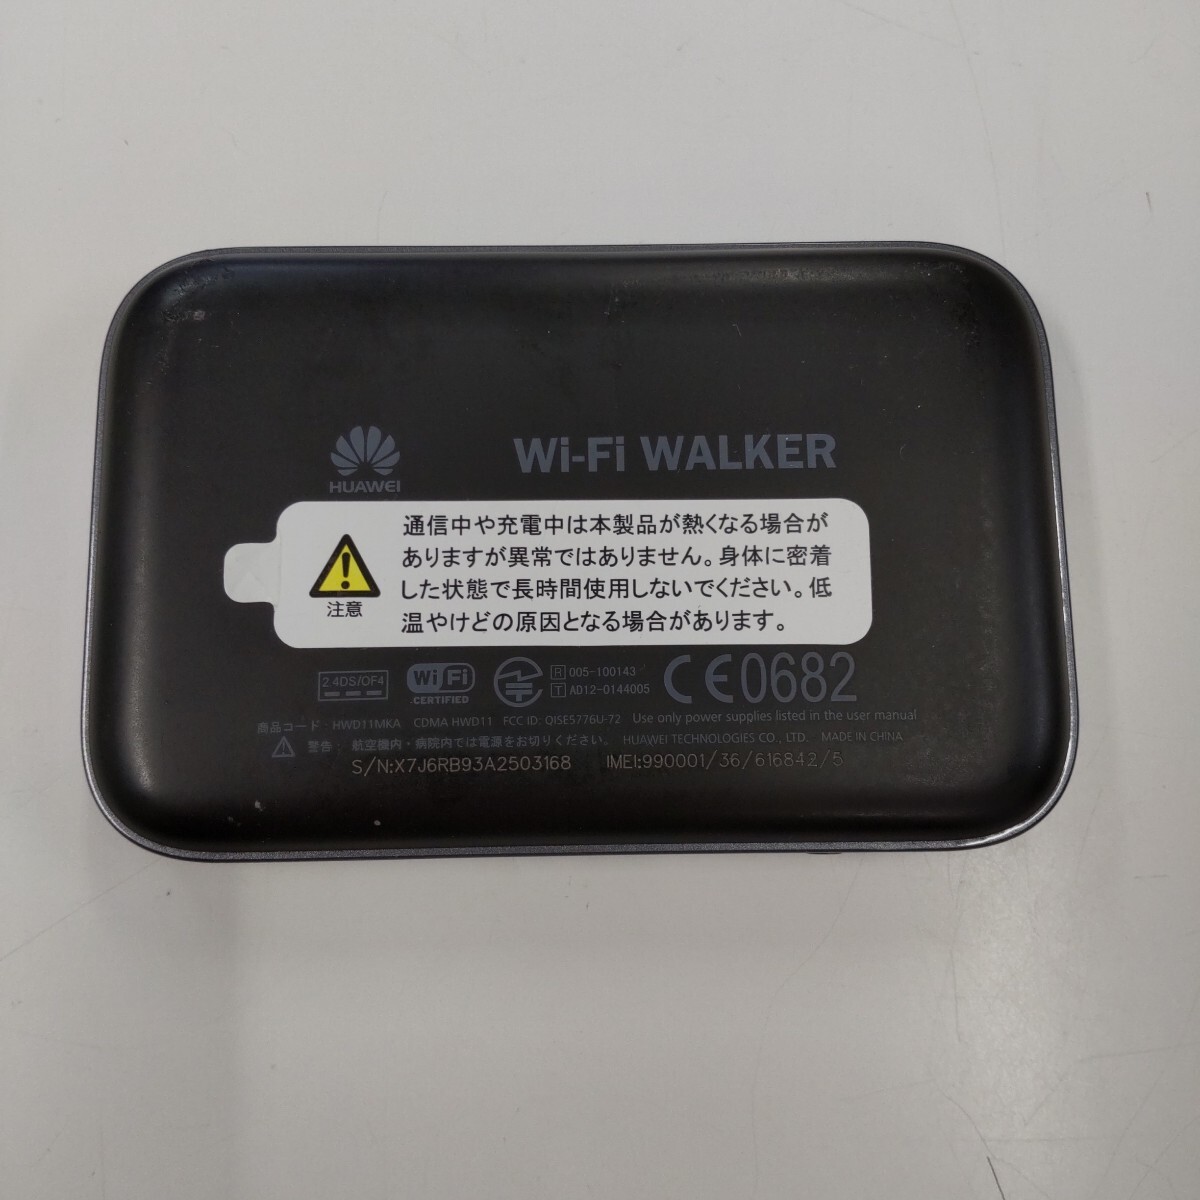 HUAWEI
Wi-Fi WALKER
注意
通信中や充電中は本製品が熱くなる場合が
ありますが異常ではありません。身体に密着
した状態で長時間使用しないでください。低
温やけどの原因となる場合があります。
2.4DS/OF4
Wi Fi
CERTIFIED
R 005-100143
T AD12-0144005
CE0682
商品コード・HWD11MKA CDMA HWD11 FCC ID: QISE5776U-72 Use only power supplies listed in the user manual
警告: 航空機内・病院内では電源をお切りください。 HUAWEI TECHNOLOGIES CO., LTD. MADE IN CHINA
S/N:X7J6RB93A2503168 IMEI:990001/36/616842/5